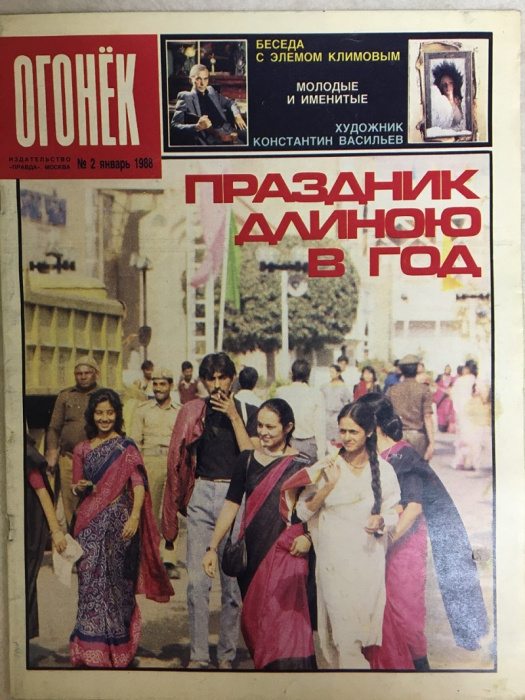 ОГОНЁК
ИЗДАТЕЛЬСТВО
«ПРАВДА». МОСКВА
№ 2 январь 1988
БЕСЕДА
С ЭЛЕМОМ КЛИМОВЫМ
МОЛОДЫЕ
И ИМЕНИТЫЕ
ХУДОЖНИК
КОНСТАНТИН ВАСИЛЬЕВ
ПРАЗДНИК
ДЛИНОЮ
В ГОД